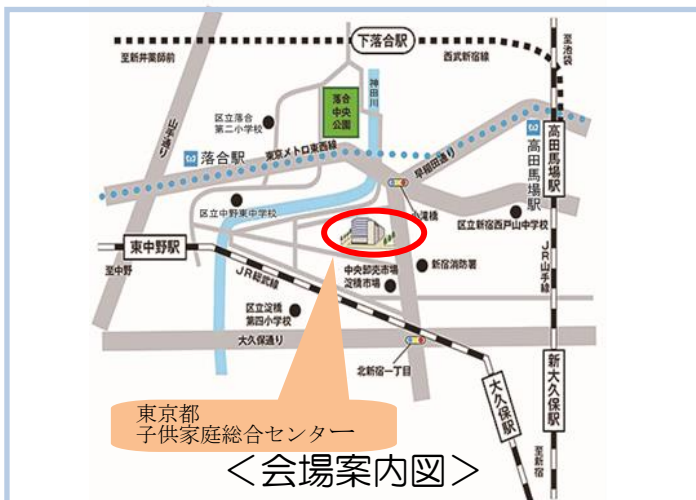 下落合駅
至新井薬師前
西武新宿線
至池袋
神田川
落合
中央
公園
区立落合
第二小学校
山手通り
落合駅
東京メトロ東西線
早稲田通り
高田馬場駅
高田馬場駅
小滝橋
区立中野東中学校
区立新宿西戸山中学校
東中野駅
至中野
JR総武線
中央卸売市場
淀橋市場
新宿消防署
JR山手線
区立淀橋
第四小学校
大久保通り
北新宿一丁目
新大久保駅
大久保駅
至新宿
東京都
子供家庭総合センター
＜会場案内図＞